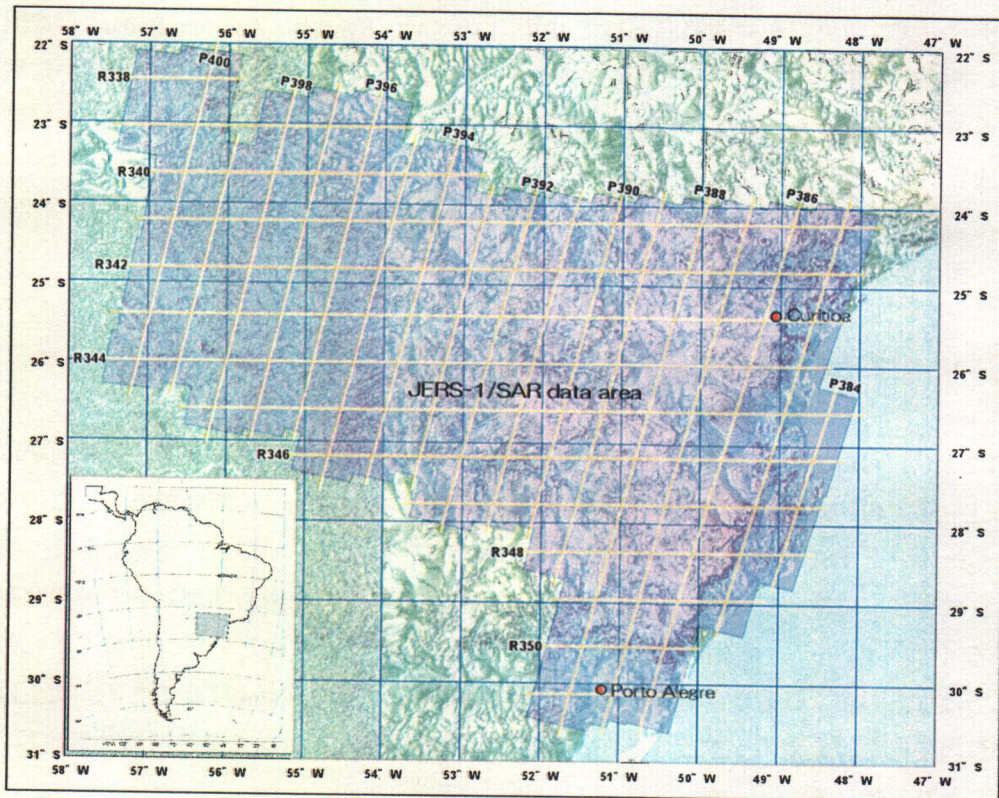 58° W 57° W 56° W 55° W 54° W 53° W 52° W 51° W 50° W 49° W 48° W 47° W
22° S
22° S
P400
R338
P398
P396
23° S
23° S
P394
R340
P392
P390
P388
P386
24° S
24° S
R342
25° S
25° S
Curitiba
R344
26° S
26° S
P384
JERS-1/SAR data area
27° S
27° S
R346
28° S
28° S
R348
29° S
29° S
R350
30° S
30° S
Porto Alegre
31° S
31° S
58° W 57° W 56° W 55° W 54° W 53° W 52° W 51° W 50° W 49° W 48° W 47° W